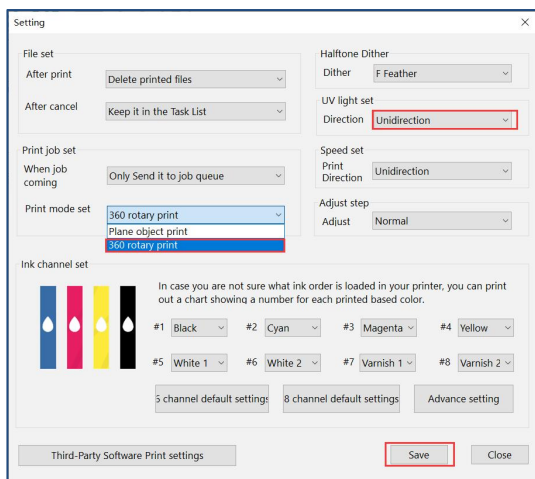 Setting
File set
After print Delete printed files
After cancel Keep it in the Task List
Halftone Dither
Dither F Feather
UV light set
Direction Unidirection
Print job set
When job coming Only Send it to job queue
Print mode set 360 rotary print
Plane object print
360 rotary print
Speed set
Print Direction Unidirection
Adjust step
Adjust Normal
Ink channel set
In case you are not sure what ink order is loaded in your printer, you can print
out a chart showing a number for each printed based color.
#1 Black #2 Cyan #3 Magenta #4 Yellow
#5 White 1 #6 White 2 #7 Varnish 1 #8 Varnish 2
5 channel default settings 8 channel default settings Advance setting
Third-Party Software Print settings Save Close